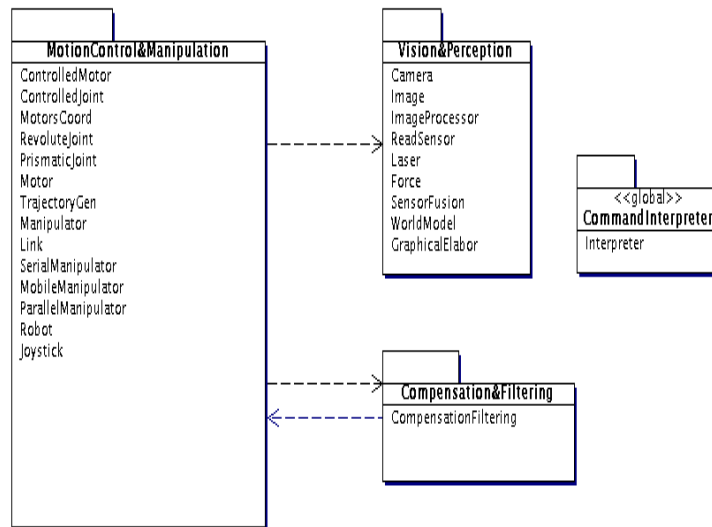 MotionControl&Manipulation
ControlledMotor
ControlledJoint
MotorsCoord
RevoluteJoint
PrismaticJoint
Motor
TrajectoryGen
Manipulator
Link
SerialManipulator
MobileManipulator
ParallelManipulator
Robot
Joystick
Vision&Perception
Camera
Image
ImageProcessor
ReadSensor
Laser
Force
SensorFusion
WorldModel
GraphicalElabor
<<global>>
CommandInterpreter
Interpreter
Compensation&Filtering
CompensationFiltering